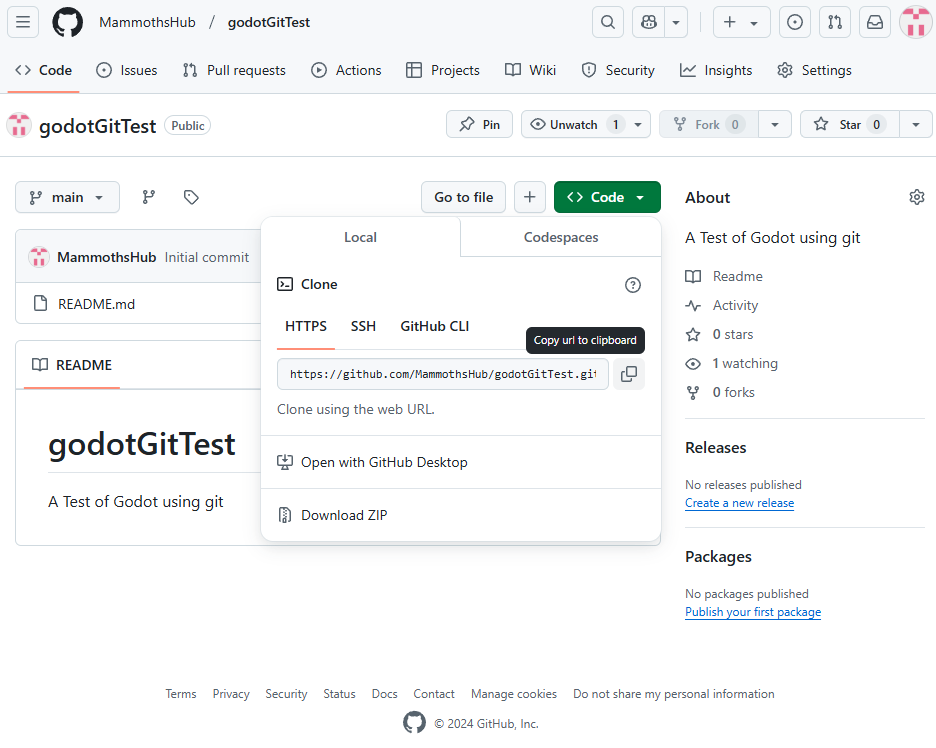 MammothsHub / godotGitTest
Code Issues Pull requests Actions Projects Wiki Security Insights Settings
godotGitTest Public Pin Unwatch 1 Fork 0 Star 0
main Go to file Code
About
Local Codespaces
A Test of Godot using git
MammothsHub Initial commit
Clone
Readme
README.md
Activity
HTTPS SSH GitHub CLI
0 stars
Copy url to clipboard
README
1 watching
https://github.com/MammothsHub/godotGitTest.git
0 forks
Clone using the web URL.
godotGitTest
Releases
Open with GitHub Desktop
No releases published
A Test of Godot using git
Create a new release
Download ZIP
Packages
No packages published
Publish your first package
Terms Privacy Security Status Docs Contact Manage cookies Do not share my personal information
© 2024 GitHub, Inc.